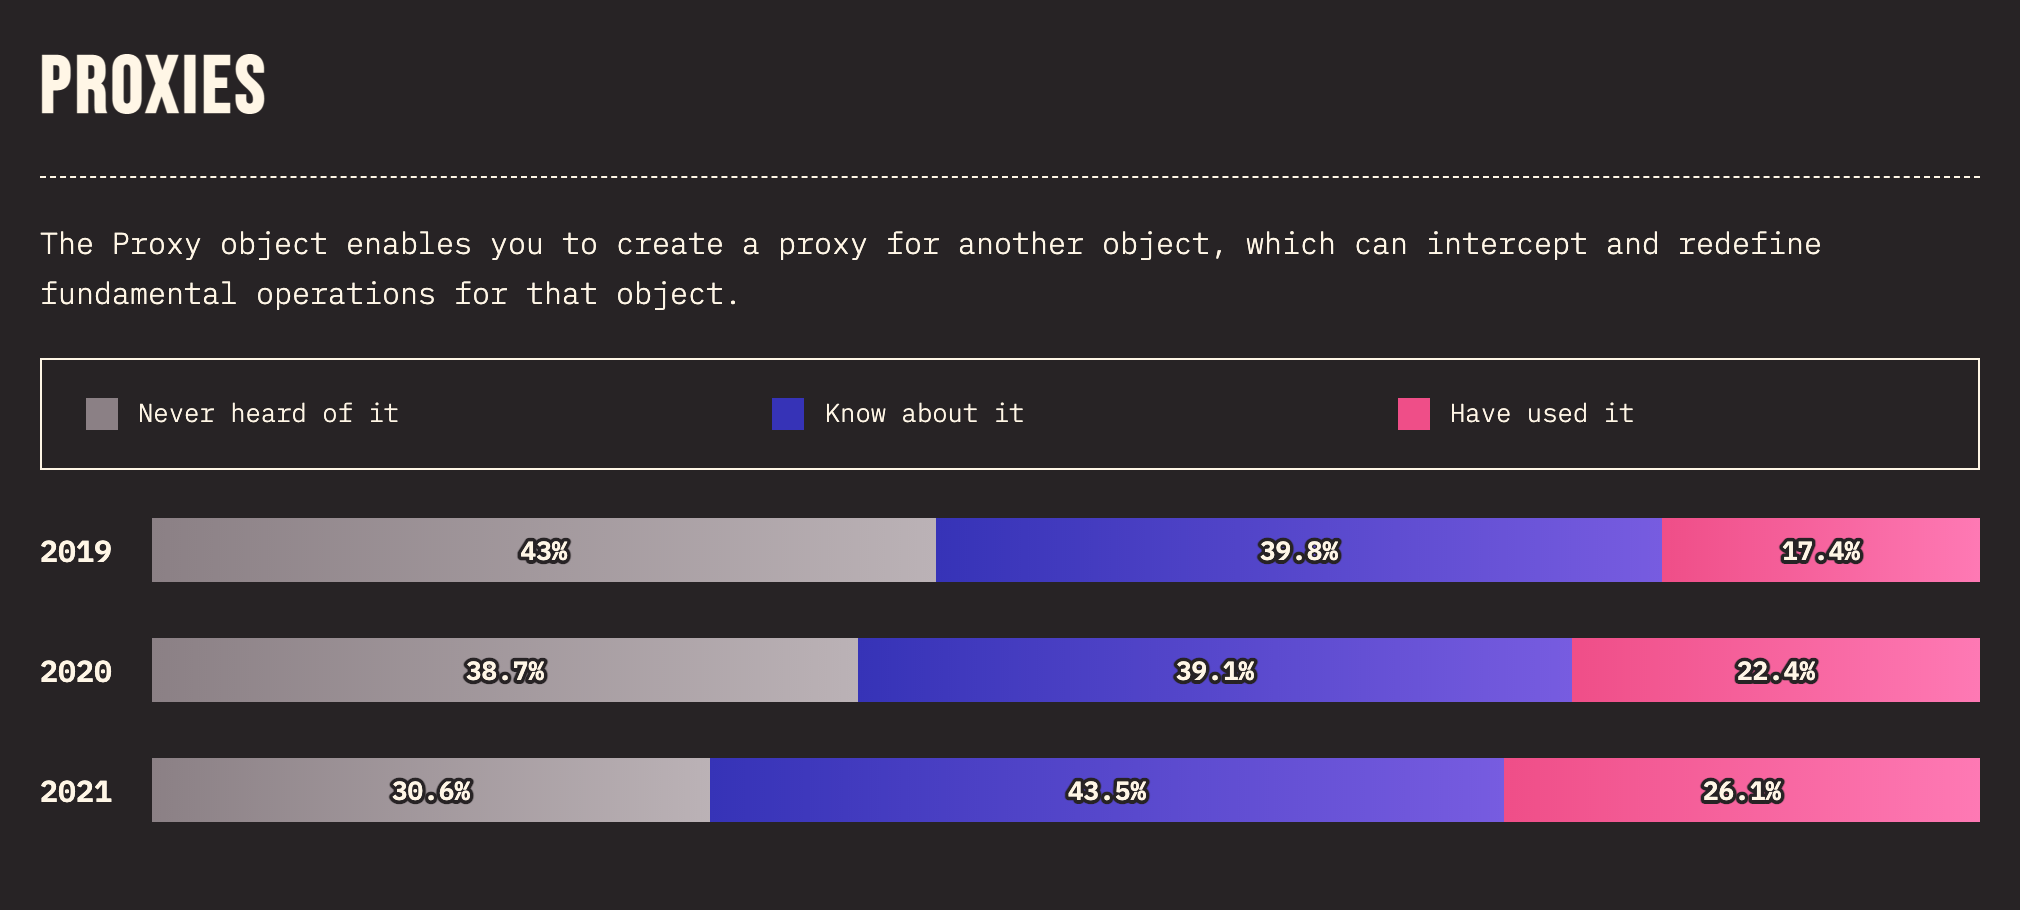 PROXIES
The Proxy object enables you to create a proxy for another object, which can intercept and redefine
fundamental operations for that object.
Never heard of it Know about it Have used it
2019 43% 39.8% 17.4%
2020 38.7% 39.1% 22.4%
2021 30.6% 43.5% 26.1%